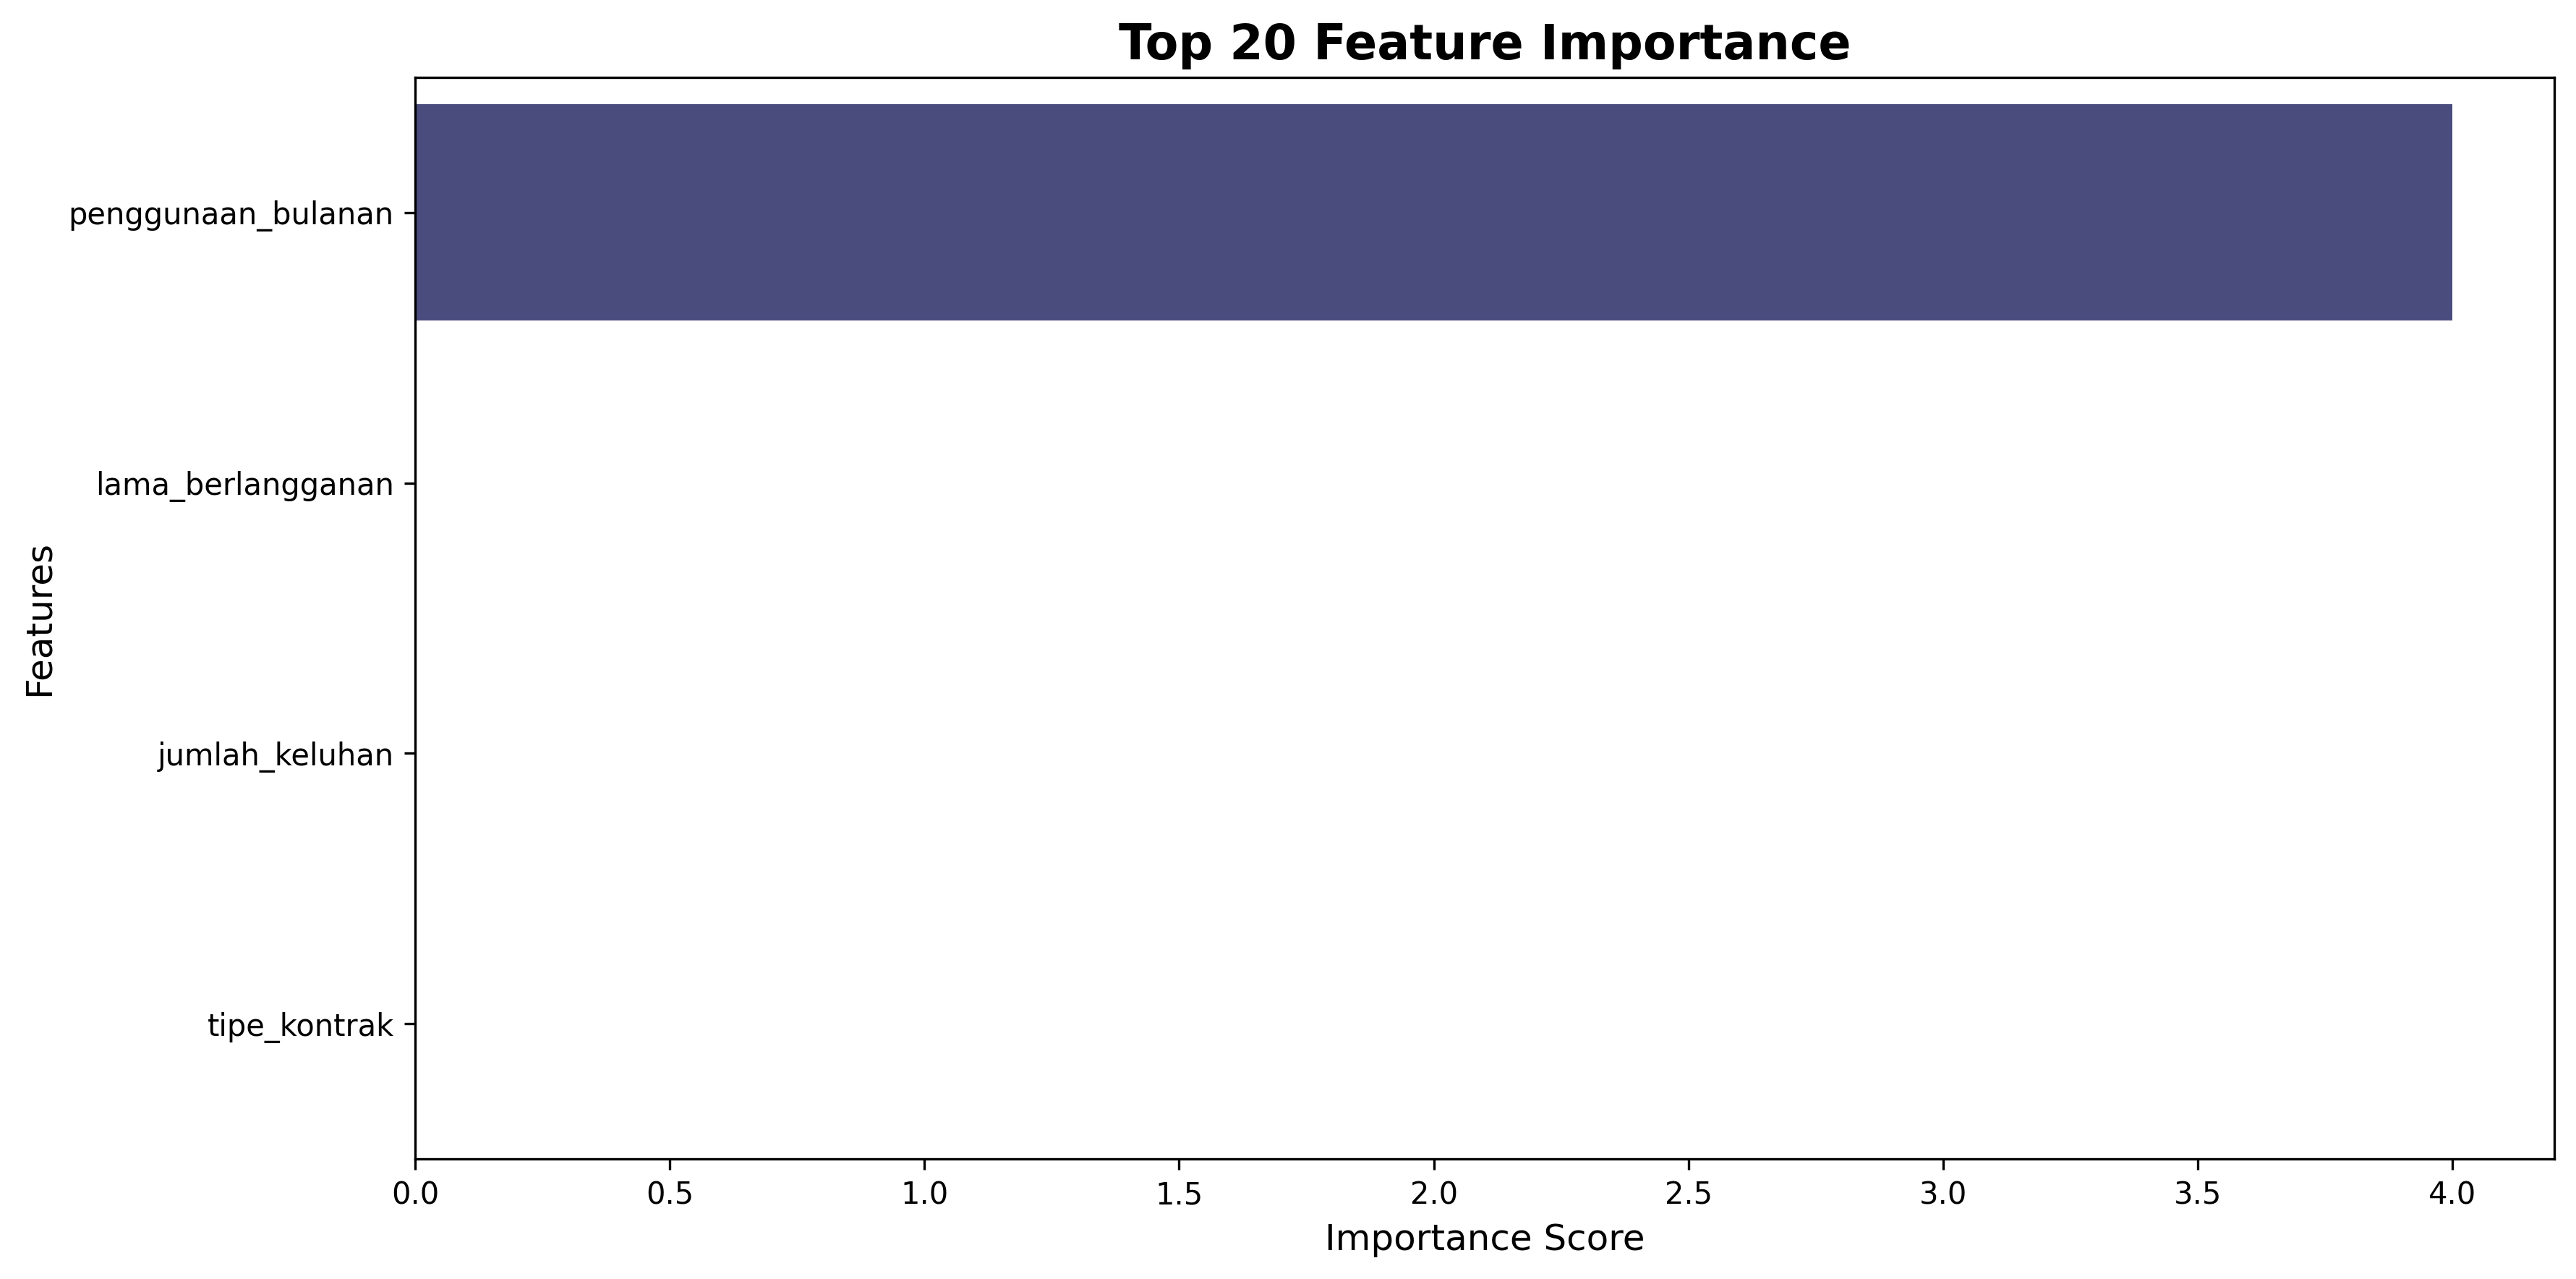 Top 20 Feature Importance
Features
penggunaan_bulanan
lama_berlangganan
jumlah_keluhan
tipe_kontrak
0.0 0.5 1.0 1.5 2.0 2.5 3.0 3.5 4.0
Importance Score